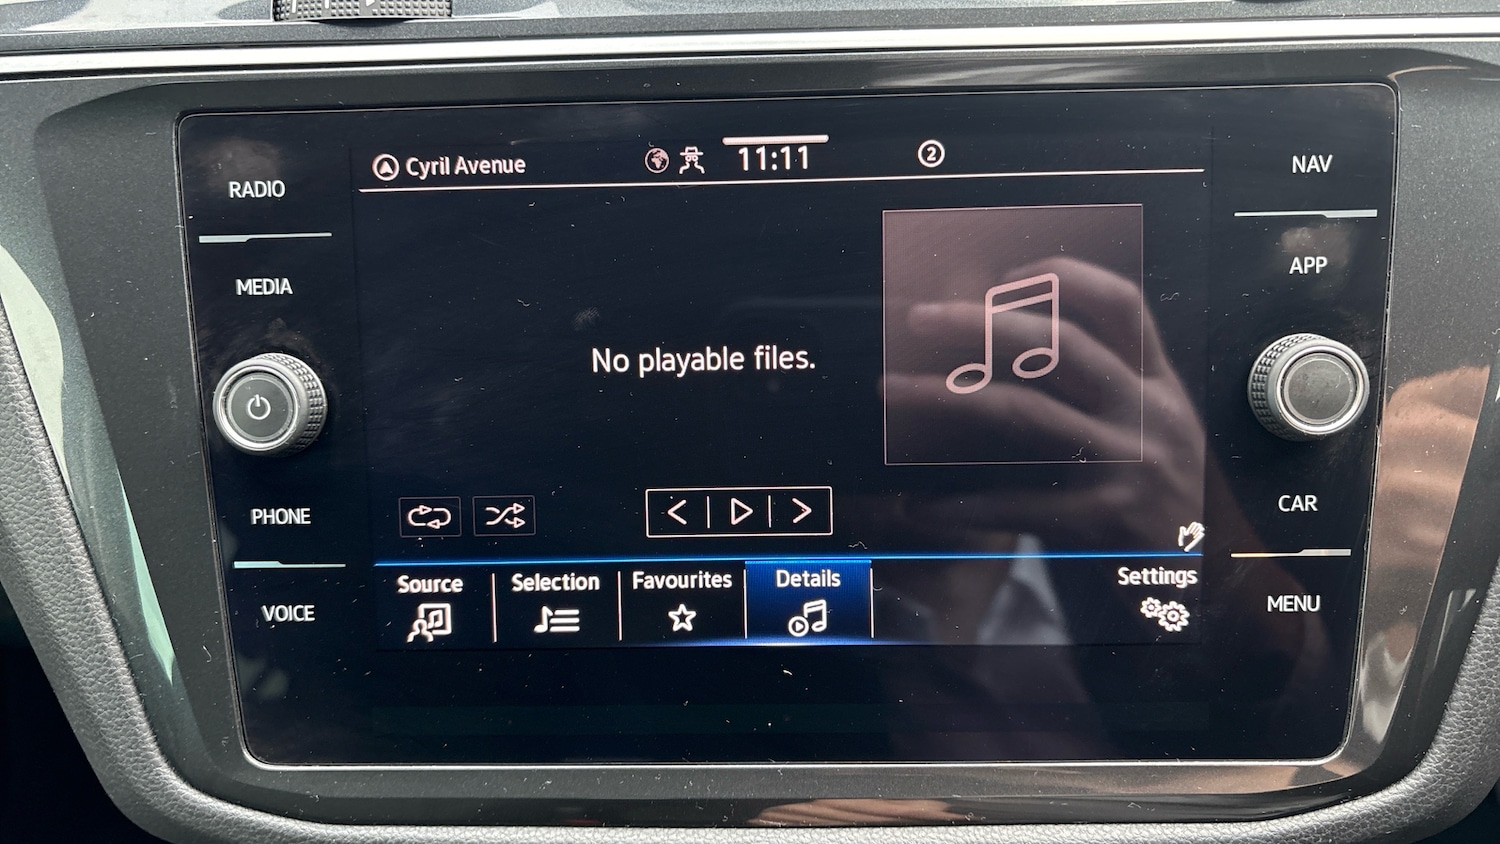 Cyril Avenue
11:11
2
RADIO
MEDIA
PHONE
VOICE
NAV
APP
CAR
MENU
No playable files.
Source
Selection
Favourites
Details
Settings